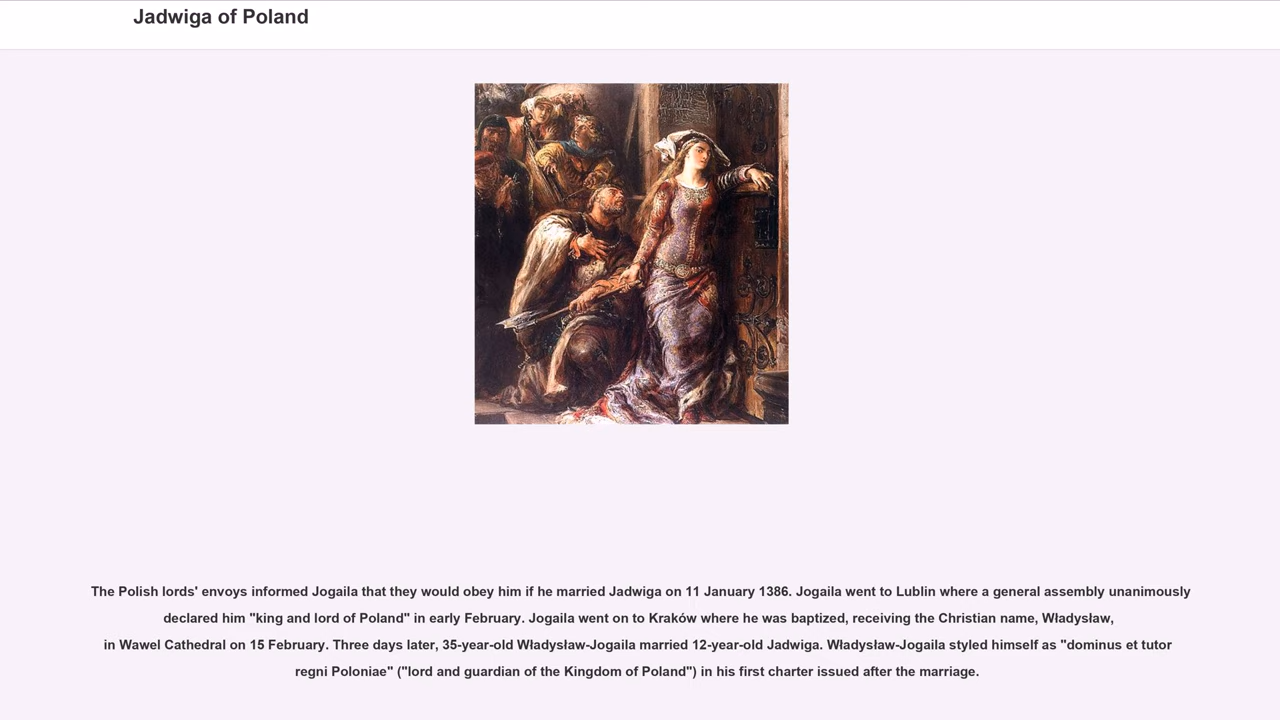 Jadwiga of Poland
The Polish lords' envoys informed Jogaila that they would obey him if he married Jadwiga on 11 January 1386. Jogaila went to Lublin where a general assembly unanimously
declared him "king and lord of Poland" in early February. Jogaila went on to Kraków where he was baptized, receiving the Christian name, Władysław,
in Wawel Cathedral on 15 February. Three days later, 35-year-old Władysław-Jogaila married 12-year-old Jadwiga. Władysław-Jogaila styled himself as "dominus et tutor
regni Poloniae" ("lord and guardian of the Kingdom of Poland") in his first charter issued after the marriage.